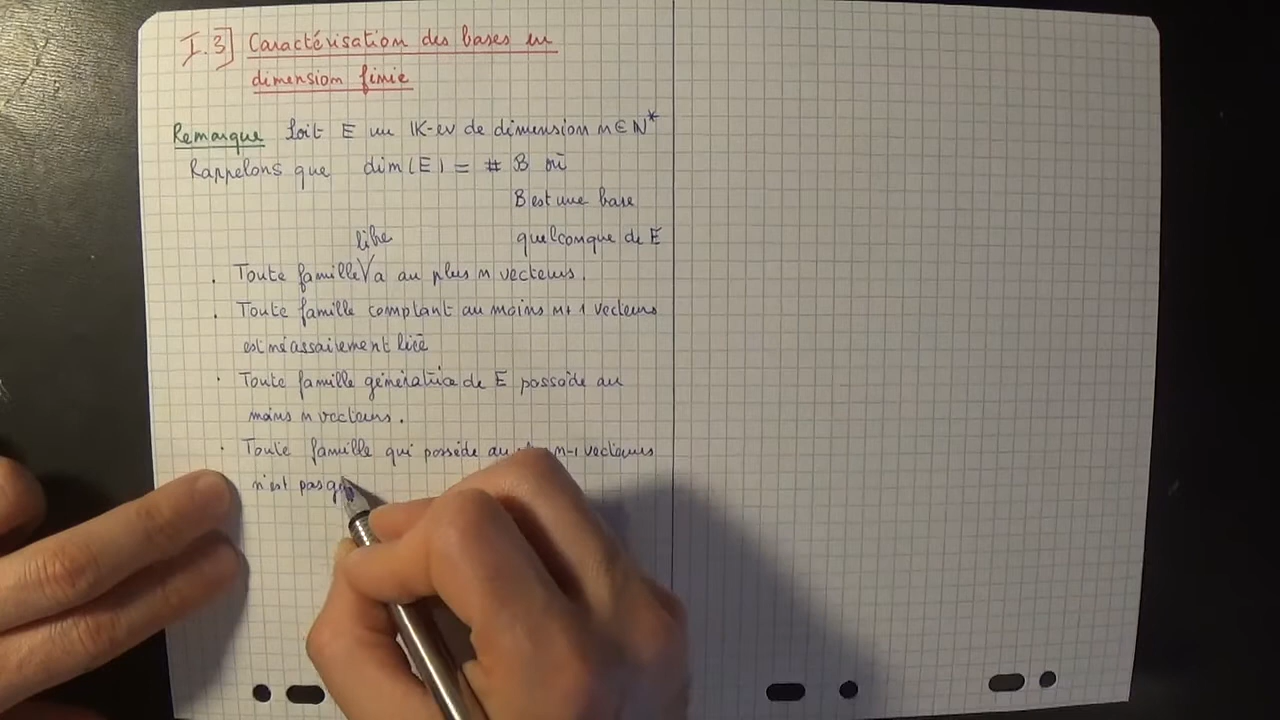 I.3] Caractérisation des bases en
dimension finie
Remarque Soit E un IK-ev de dimension n∈N*
Rappelons que dim(E) = # B où
B est une base
quelconque de E
libre
. Toute famille√a au plus n vecteurs.
. Toute famille comptant au moins n+1 vecteurs
est nécessairement liée
. Toute famille génératrice de E possède au
moins n vecteurs.
. Toute famille qui possède au n-1 vecteurs
n'est pas